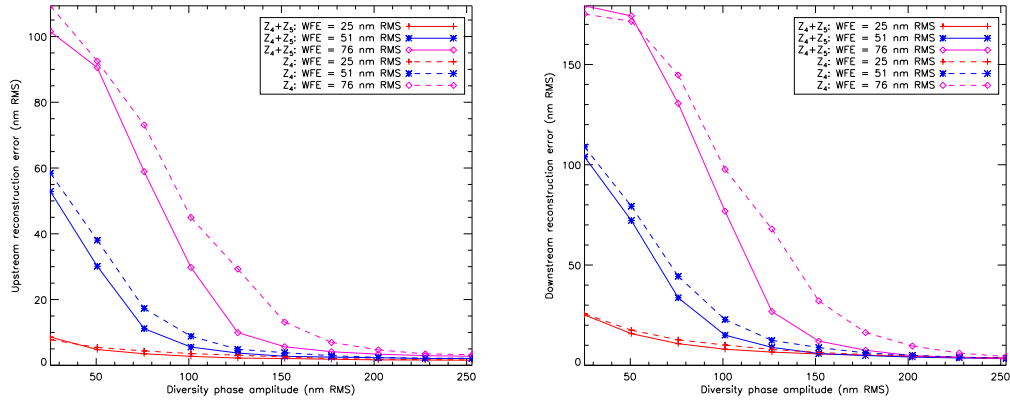 Z4+Z5: WFE = 25 nm RMS
Z4+Z5: WFE = 51 nm RMS
Z4+Z5: WFE = 76 nm RMS
Z4: WFE = 25 nm RMS
Z4: WFE = 51 nm RMS
Z4: WFE = 76 nm RMS
Upstream reconstruction error (nm RMS)
100
80
60
40
20
0
50
100
150
200
250
Diversity phase amplitude (nm RMS)
Z4+Z5: WFE = 25 nm RMS
Z4+Z5: WFE = 51 nm RMS
Z4+Z5: WFE = 76 nm RMS
Z4: WFE = 25 nm RMS
Z4: WFE = 51 nm RMS
Z4: WFE = 76 nm RMS
Downstream reconstruction error (nm RMS)
150
100
50
0
50
100
150
200
250
Diversity phase amplitude (nm RMS)